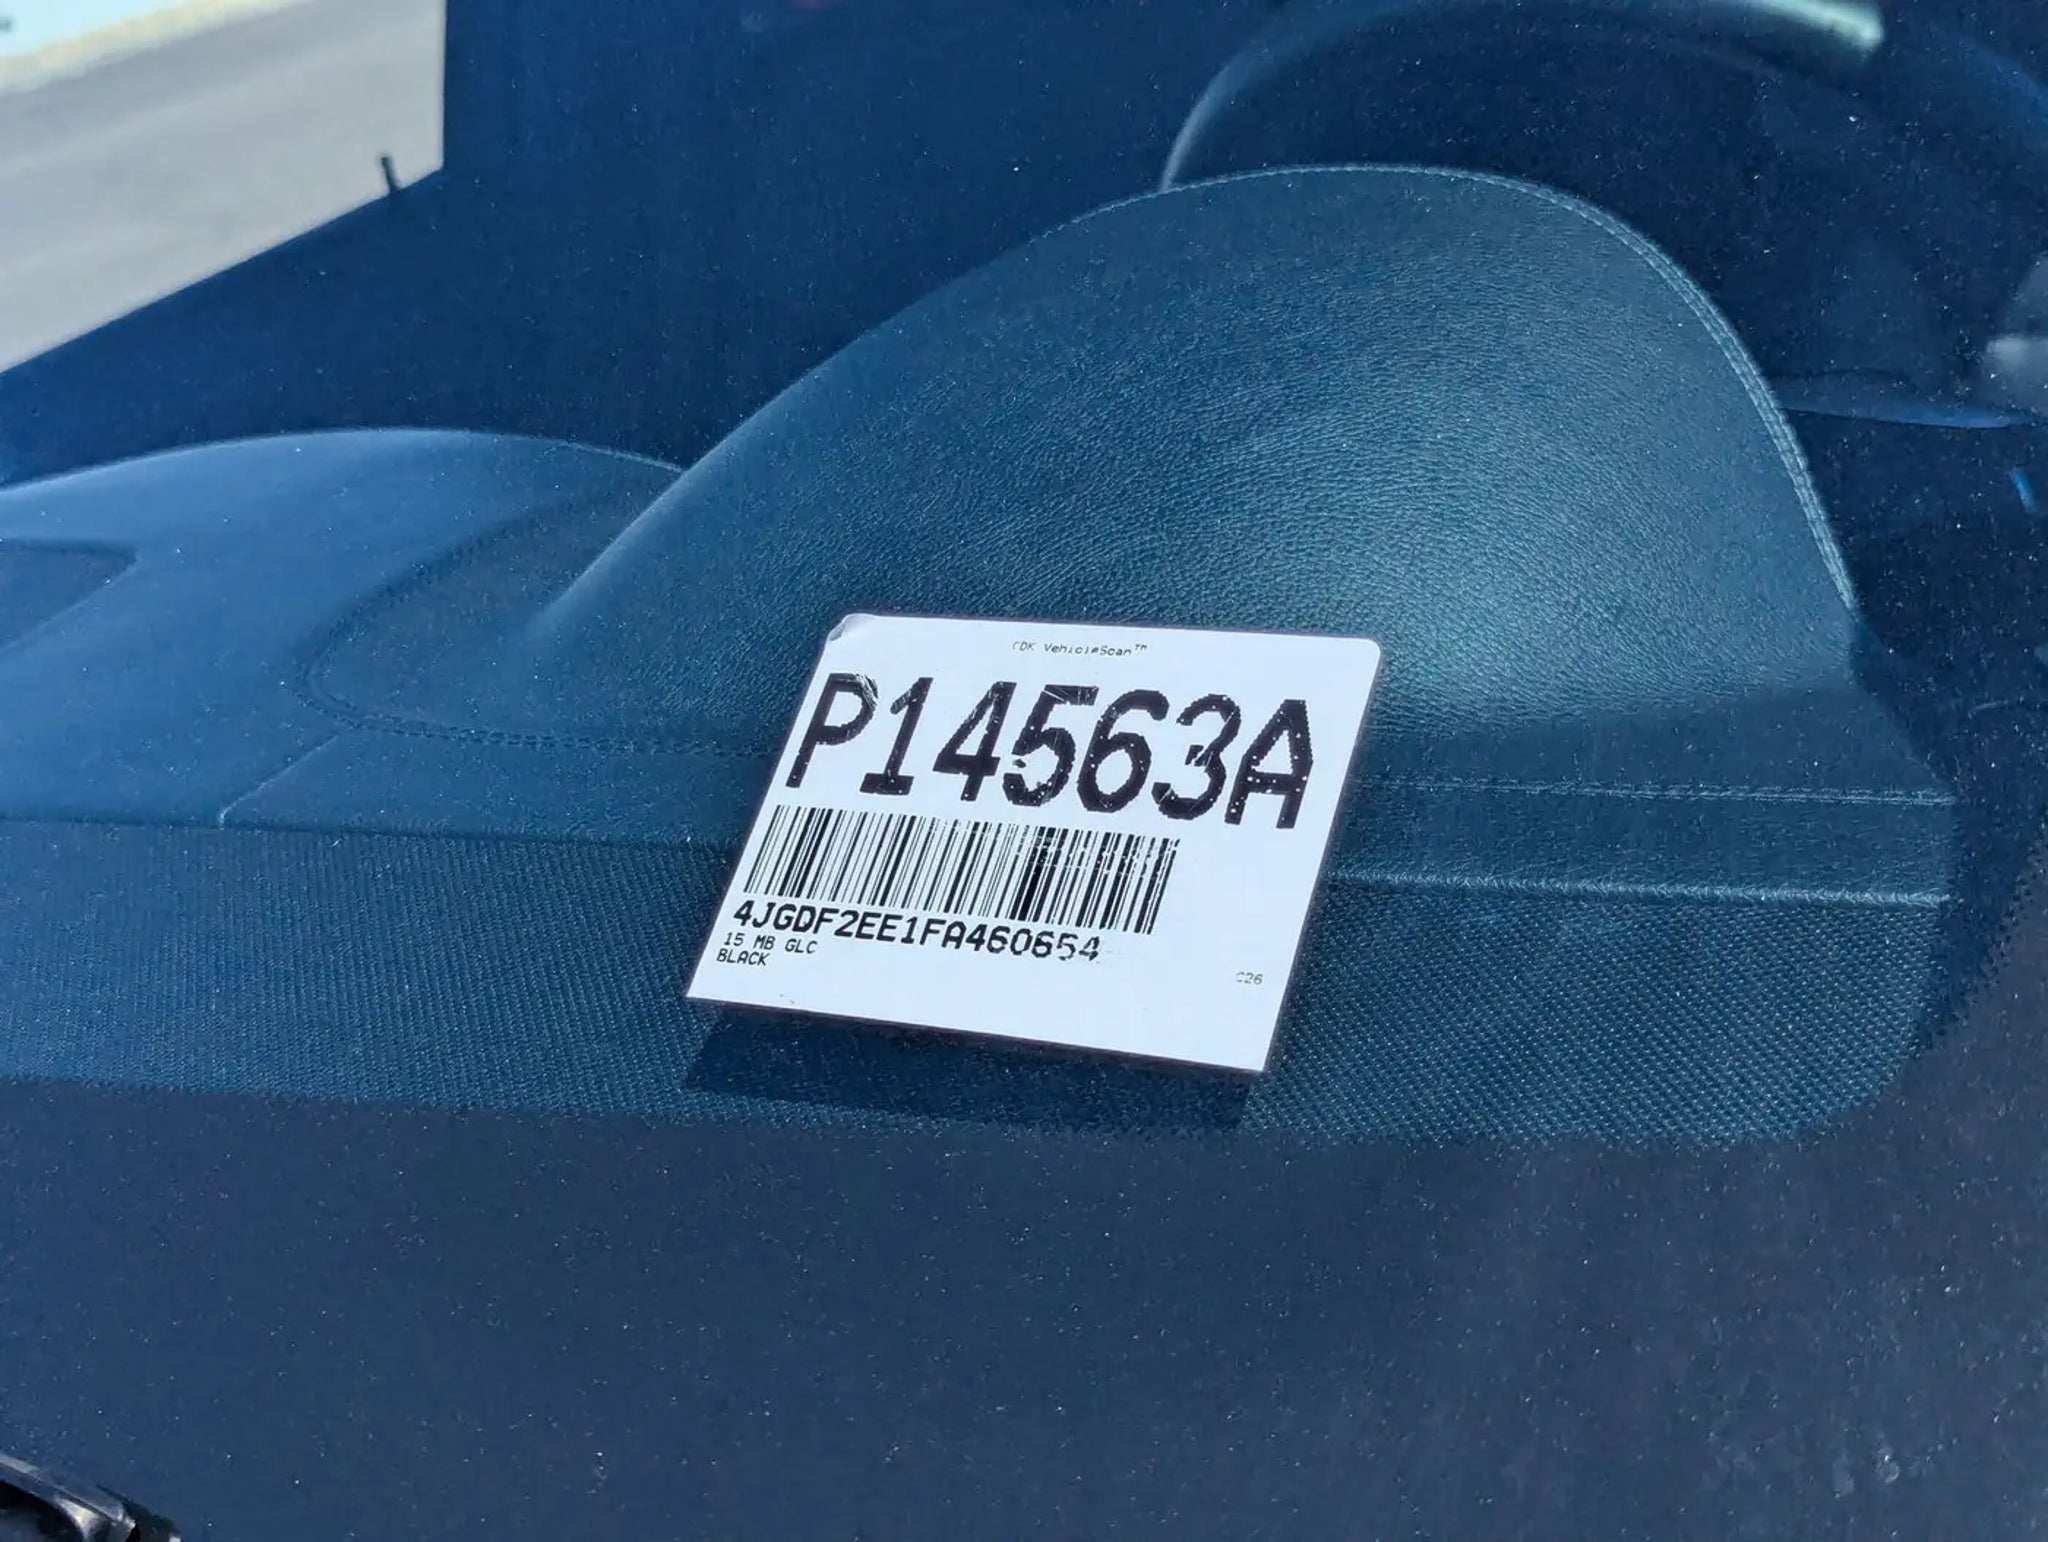 CDK VehicleScan™
P14563A
4JGDF2EE1FA460654
15 MB GLC
BLACK
C26